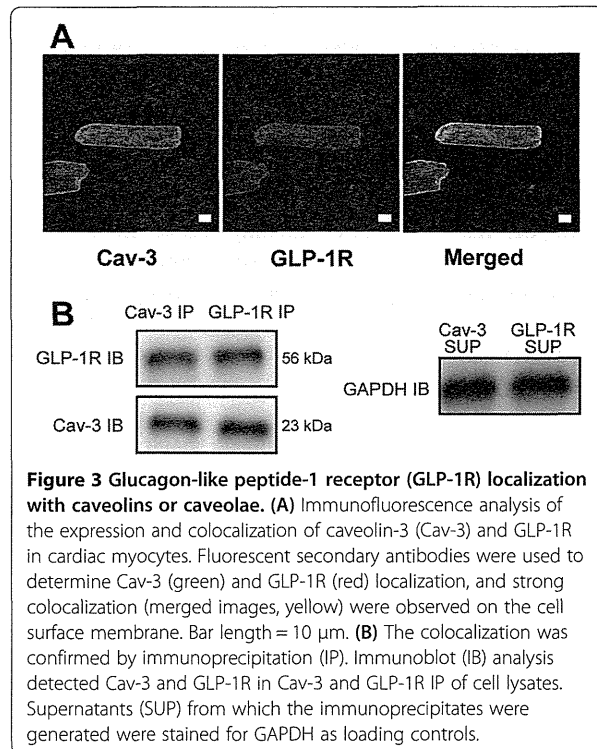 A
Cav-3 GLP-1R Merged
B
Cav-3 IP GLP-1R IP
GLP-1R IB 56 kDa
Cav-3 IB 23 kDa
Cav-3 SUP GLP-1R SUP
GAPDH IB
Figure 3 Glucagon-like peptide-1 receptor (GLP-1R) localization
with caveolins or caveolae. (A) Immunofluorescence analysis of
the expression and colocalization of caveolin-3 (Cav-3) and GLP-1R
in cardiac myocytes. Fluorescent secondary antibodies were used to
determine Cav-3 (green) and GLP-1R (red) localization, and strong
colocalization (merged images, yellow) were observed on the cell
surface membrane. Bar length = 10 μm. (B) The colocalization was
confirmed by immunoprecipitation (IP). Immunoblot (IB) analysis
detected Cav-3 and GLP-1R in Cav-3 and GLP-1R IP of cell lysates.
Supernatants (SUP) from which the immunoprecipitates were
generated were stained for GAPDH as loading controls.